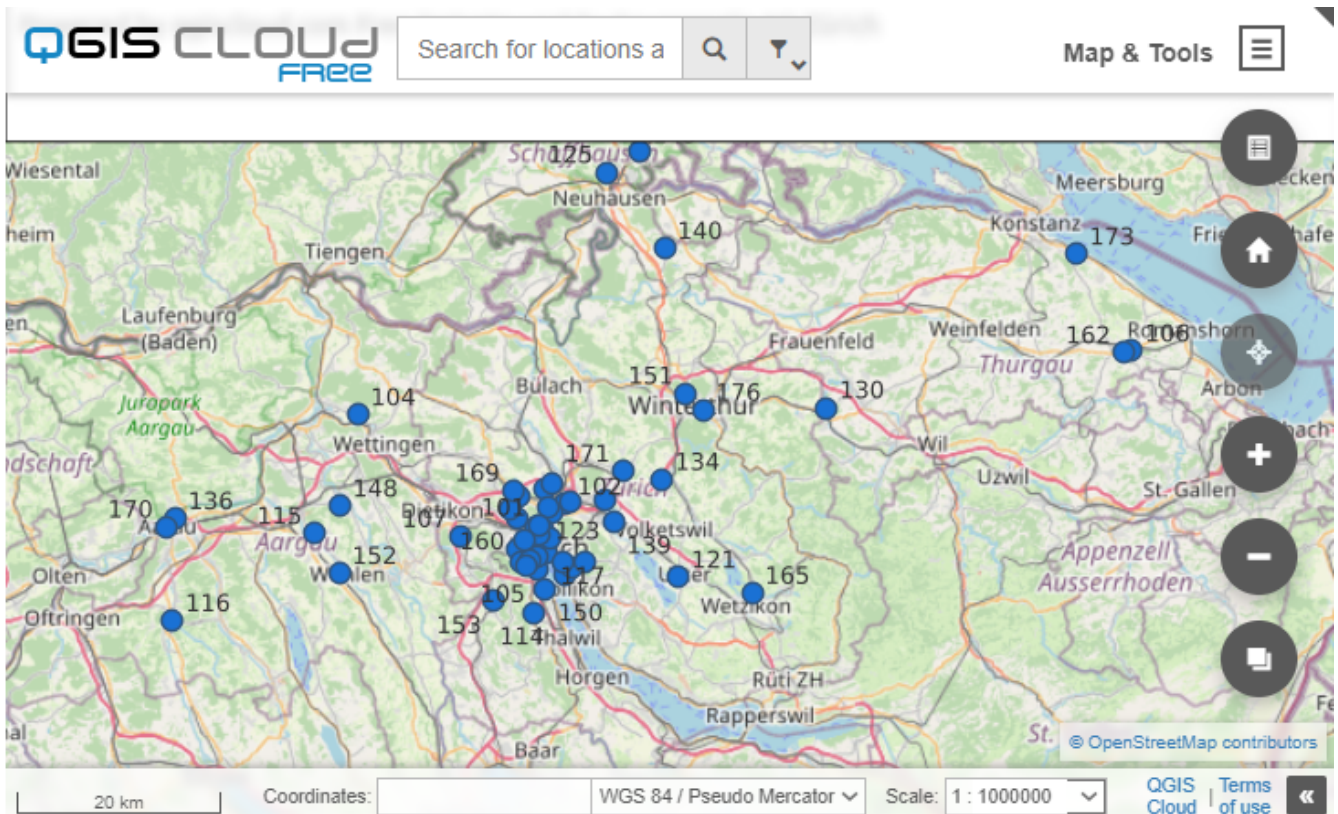 QGIS CLOUD
FREE
Search for locations a
Map & Tools
125
Wiesental
Neuhausen
Meersburg
Konstanz
173
140
Tiengen
Laufenburg
(Baden)
Weinfelden
162
106
Frauenfeld
Thurgau
Bülach
151
176
130
Arbon
Jurapark
Aargau
104
Wettingen
Wil
Uzwil
St. Gallen
171
134
169
102
148
136
170
101
107
115
Aargau
123
Volketswil
160
139
152
121
165
Olten
Wetzikon
Appenzell
Ausserrhoden
117
105
116
Oftringen
153
114
150
Thalwil
Horgen
Rüti ZH
Rapperswil
St.
Baar
© OpenStreetMap contributors
20 km
Coordinates:
WGS 84 / Pseudo Mercator
Scale:
1 : 1000000
QGIS
Cloud
|
Terms
of use